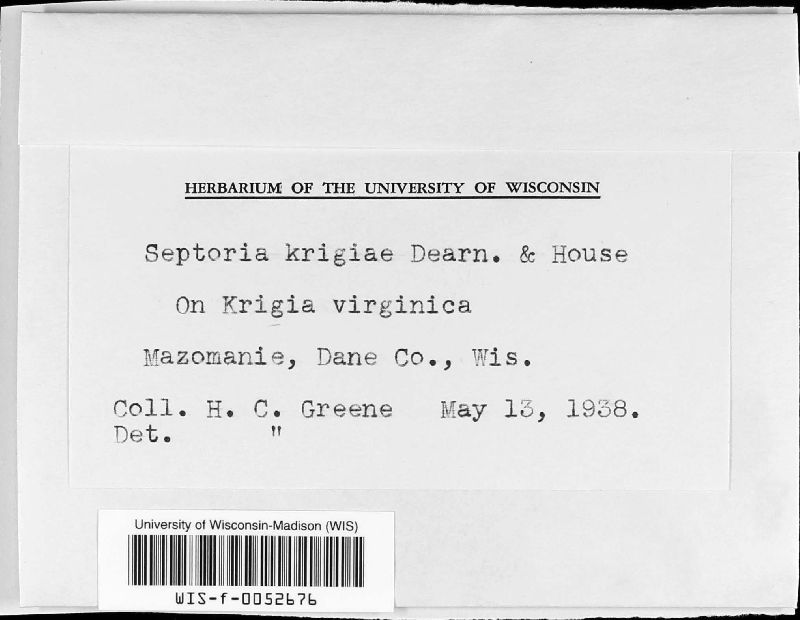 HERBARIUM OF THE UNIVERSITY OF WISCONSIN
Septoria krigiae Dearn. & House
On Krigia virginica
Mazomanie, Dane Co., Wis.
Coll. H. C. Greene May 13, 1938.
Det. "
University of Wisconsin-Madison (WIS)
WIS-f-0052676